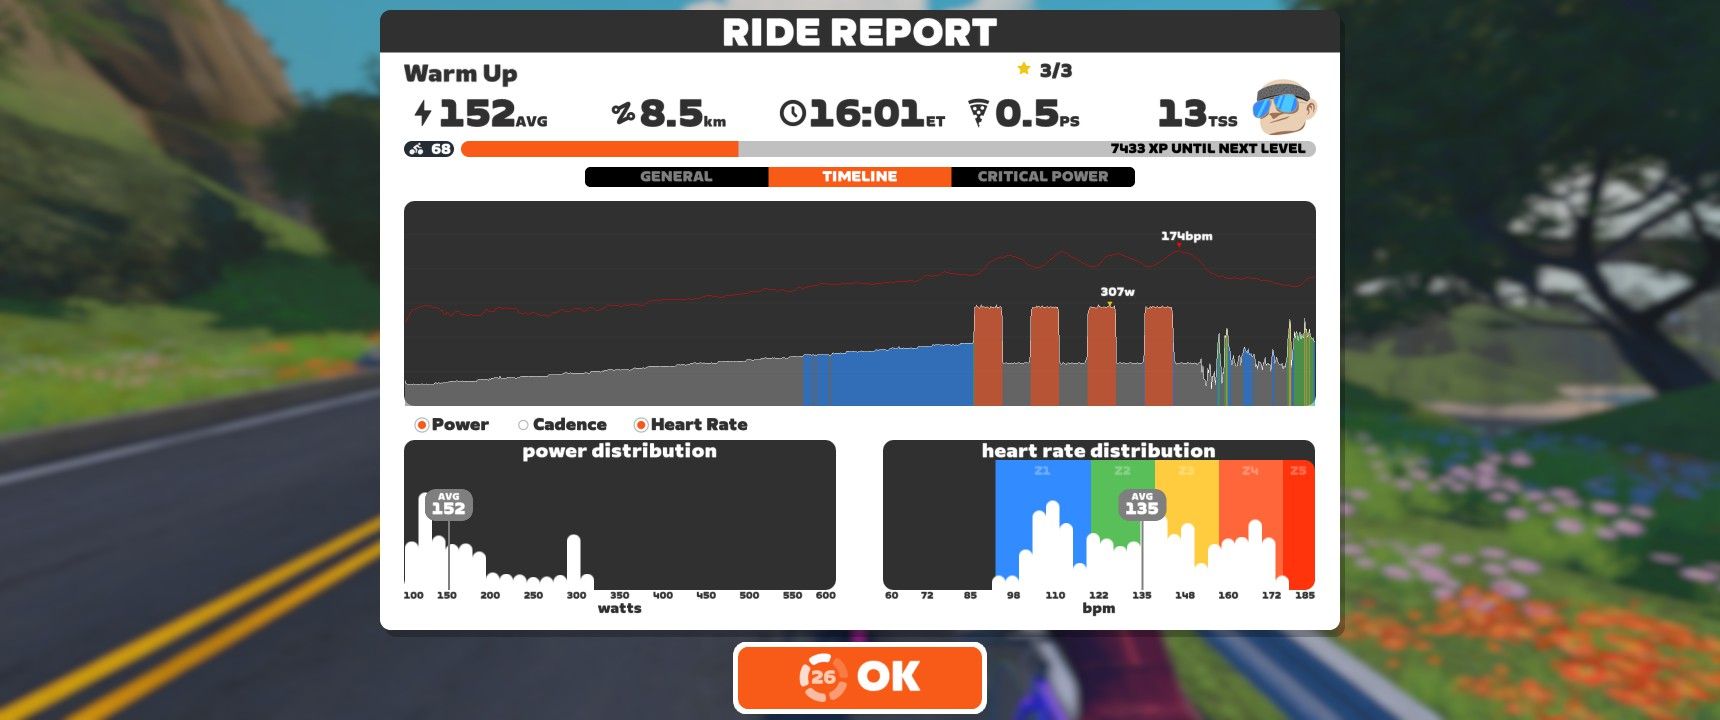 RIDE REPORT
Warm Up
3/3
152AVG 8.5km 16:01ET 0.5PS 13TSS
68 7433 XP UNTIL NEXT LEVEL
GENERAL TIMELINE CRITICAL POWER
174bpm
307w
Power Cadence Heart Rate
power distribution
AVG
152
100 150 200 250 300 350 400 450 500 550 600
watts
heart rate distribution
Z1 Z2 Z3 Z4 Z5
AVG
135
60 72 85 98 110 122 135 148 160 172 185
bpm
26 OK